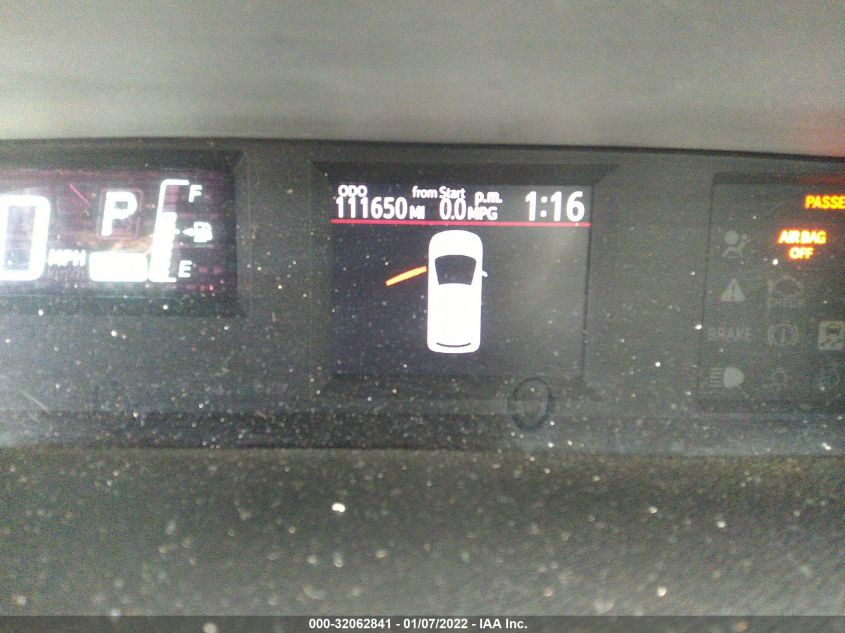 ODO from Start p.m.
111650 MI 0.0 MPG 1:16
0 MPH P F
E
PASSE
AIR BAG
OFF
BRAKE
000-32062841 - 01/07/2022 - IAA Inc.